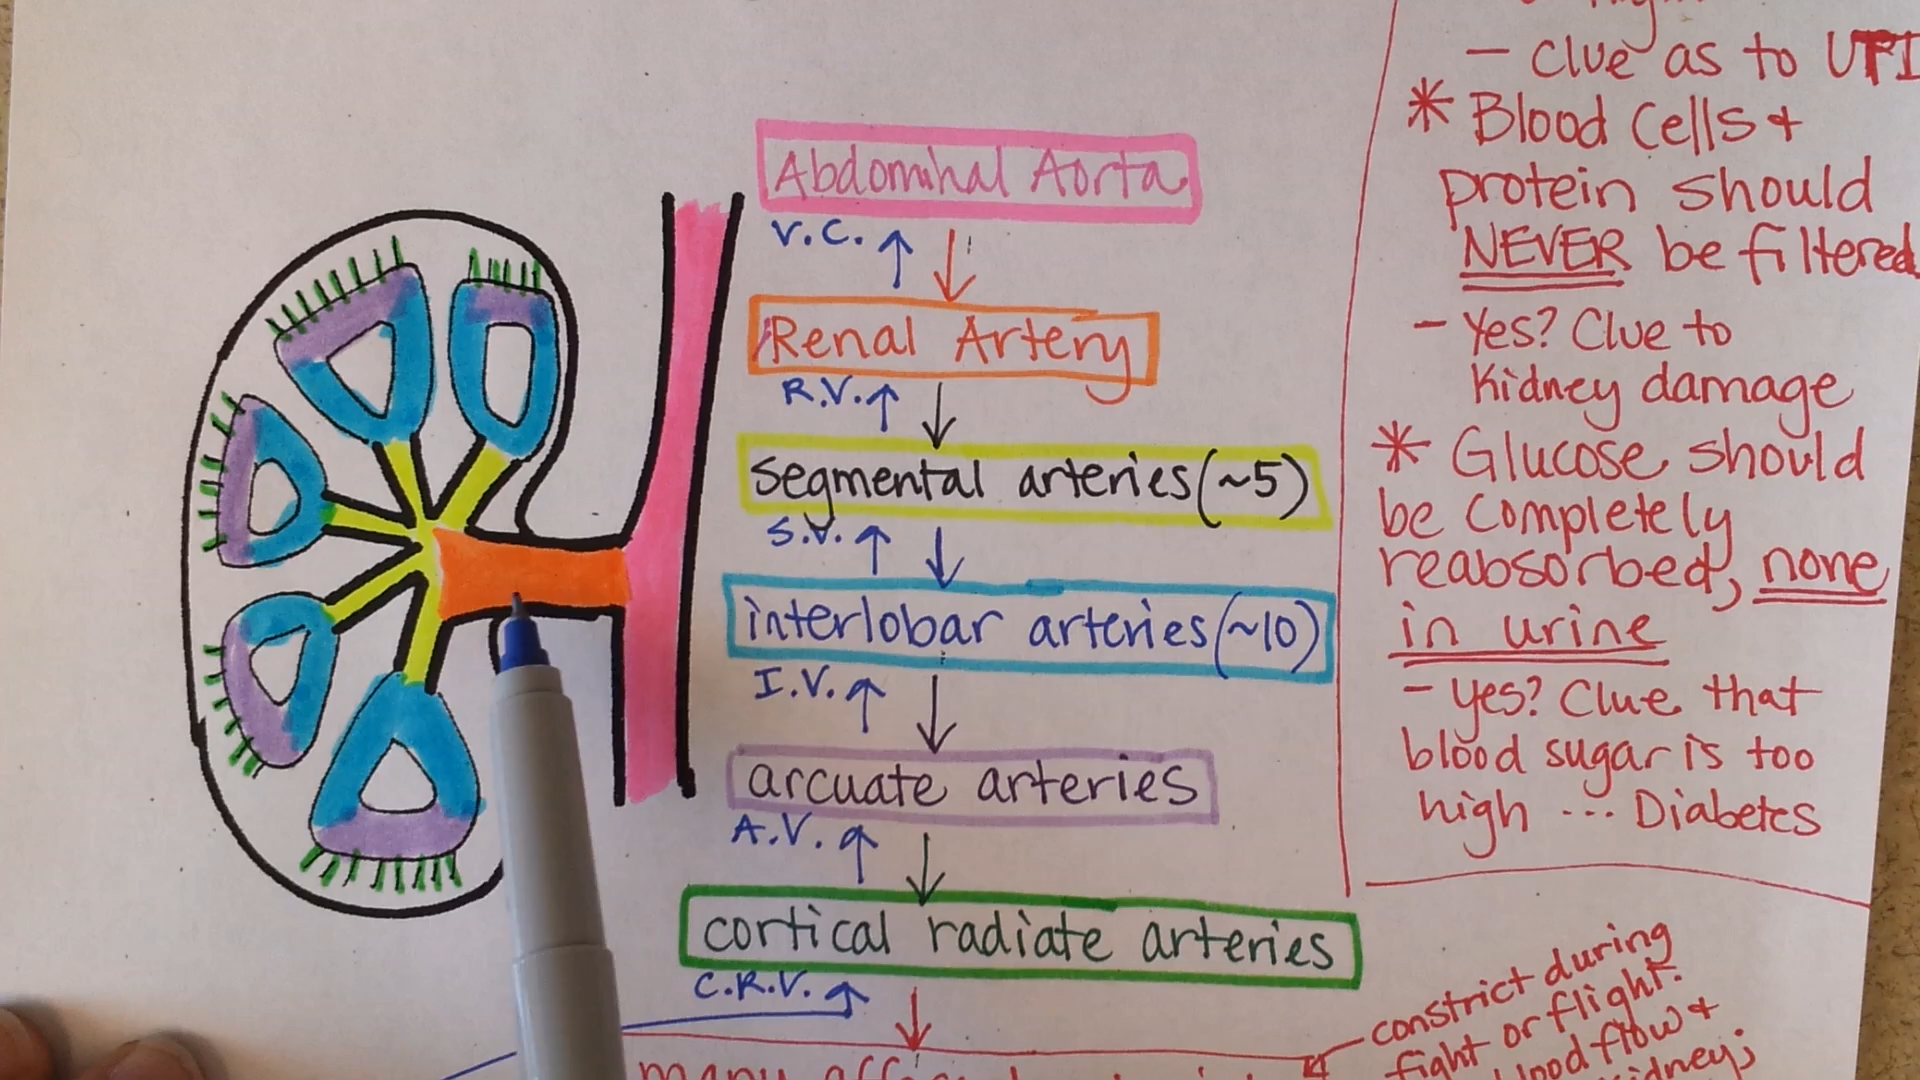 Abdominal Aorta
V.C. ↑ ↓
Renal Artery
R.V. ↑ ↓
segmental arteries (~5)
S.V. ↑ ↓
interlobar arteries (~10)
I.V. ↑ ↓
arcuate arteries
A.V. ↑ ↓
cortical radiate arteries
C.R.V. ↑ ↓
many
- Clue as to UTI
* Blood Cells +
protein should
NEVER be filtered
- Yes? Clue to
Kidney damage
* Glucose should
be completely
reabsorbed, none
in urine
- Yes? Clue that
blood sugar is too
high ... Diabetes
constrict during
fight or flight.
flow +